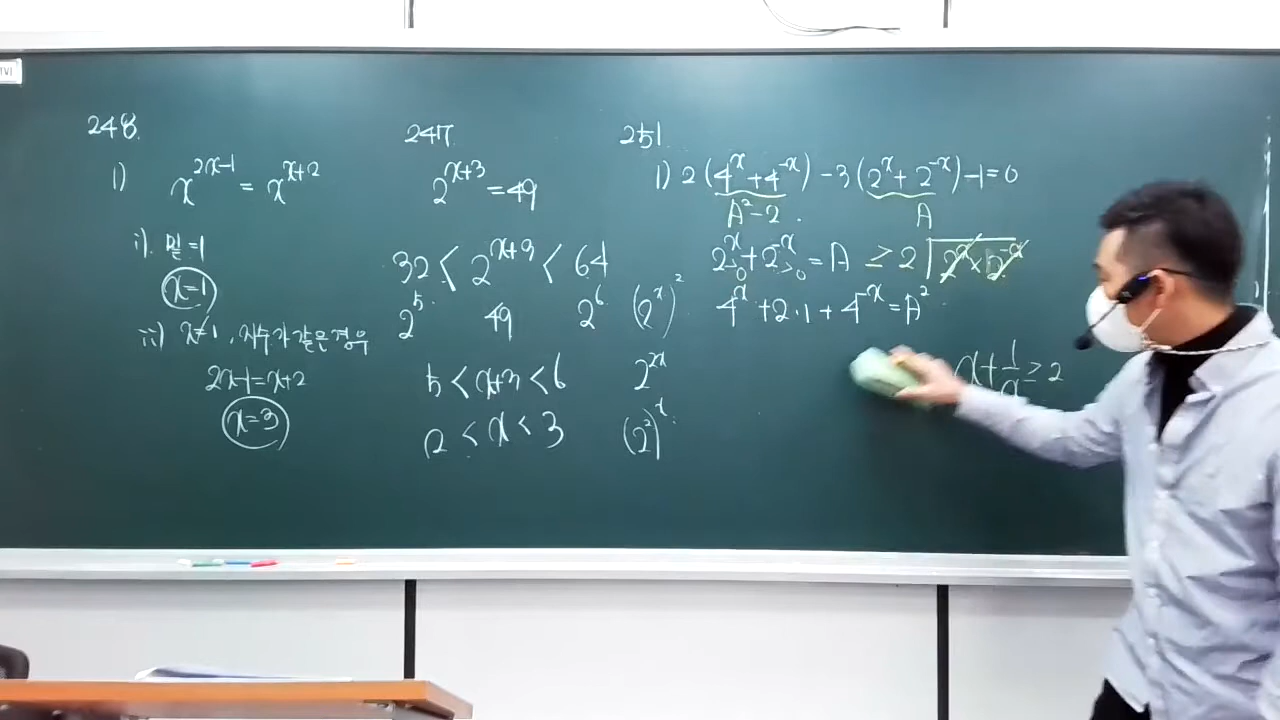 248.
1) x^{2x-1} = x^{x+2}
i) 밑=1
x=1
ii) x≠1, 지수가 같은 경우
2x-1=x+2
x=3
247.
2^{x+3} = 49
32 < 2^{x+3} < 64
2^5 49 2^6
5 < x+3 < 6
2 < x < 3
(2^x)^2
2^{2x}
(2^2)^x
251.
1) 2(4^x+4^{-x}) -3(2^x+2^{-x})-1=0
A^2-2. A
2^x+2^{-x} = A ≥ 2√(2^x×2^{-x})
>0 >0
4^x+2·1+4^{-x}=A^2